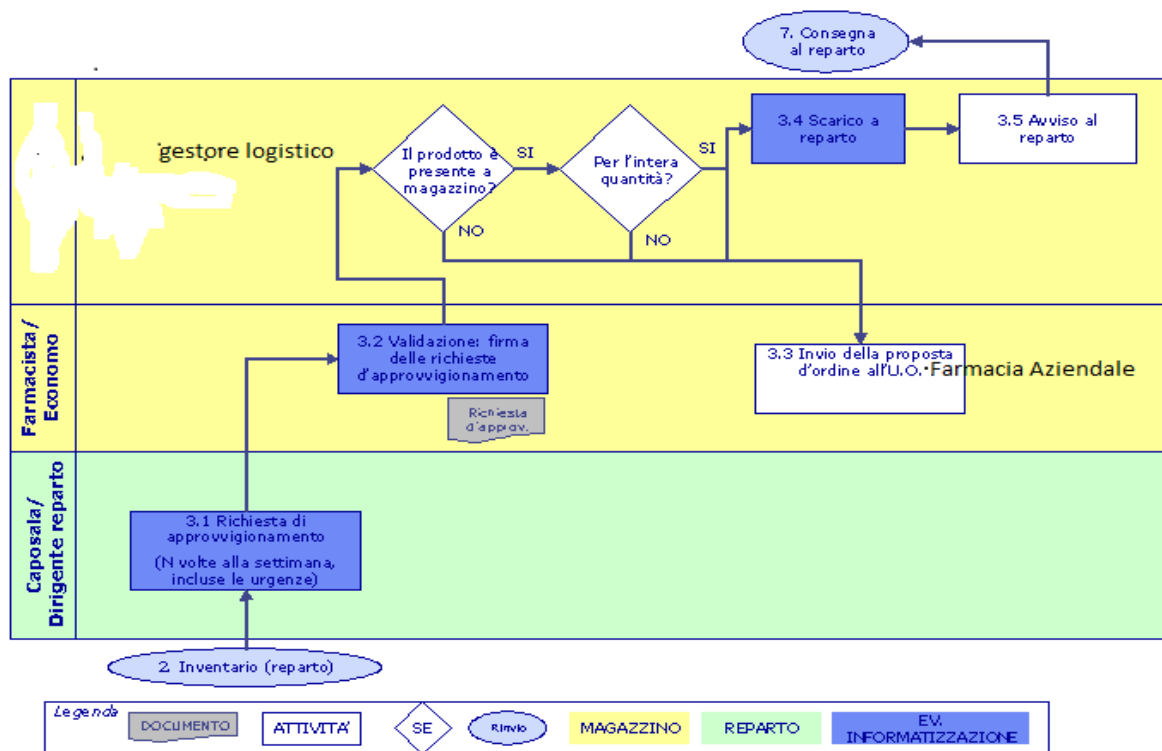 7. Consegna
al reparto
gestore logistico
Il prodotto è
presente a
magazzino?
SI
NO
Per l'intera
quantità?
SI
NO
3.4 Scarico a
reparto
3.5 Avviso al
reparto
Farmacista/
Economo
3.2 Validazione: firma
delle richieste
d'approvvigionamento
Richiesta
d'approv.
3.3 Invio della proposta
d'ordine all'U.O. Farmacia Aziendale
Caposala/
Dirigente reparto
3.1 Richiesta di
approvvigionamento
(N volte alla settimana,
incluse le urgenze)
2. Inventario (reparto)
Legenda
DOCUMENTO
ATTIVITA'
SE
Rinvio
MAGAZZINO
REPARTO
EV.
INFORMATIZZAZIONE